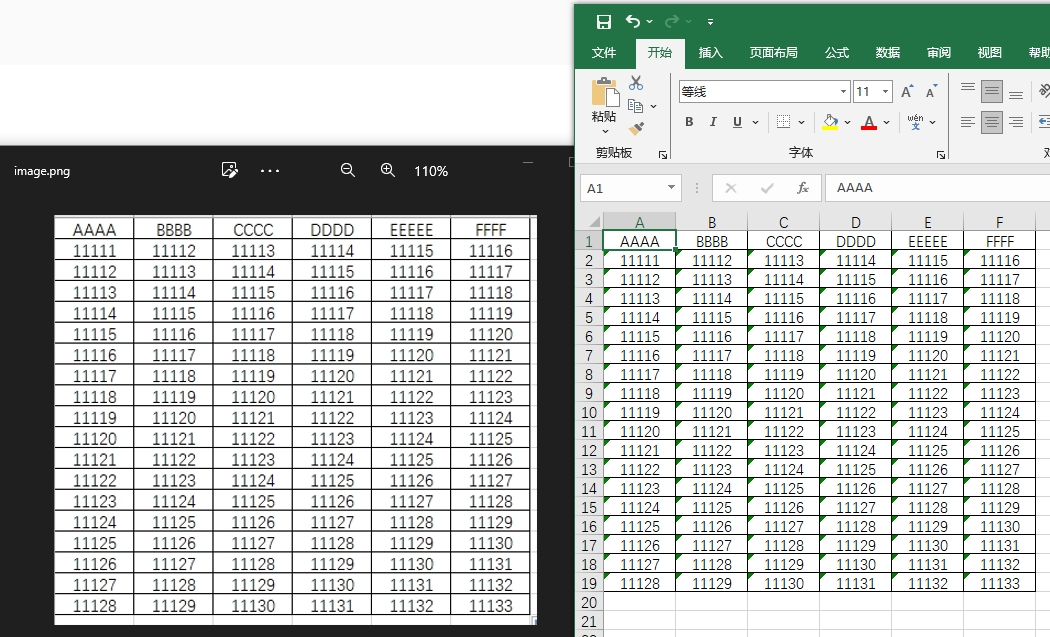 文件 开始 插入 页面布局 公式 数据 审阅 视图 帮助
粘贴
等线 11
B I U A wén 文
剪贴板 字体
A1 fx AAAA
image.png 110%
AAAA BBBB CCCC DDDD EEEEE FFFF
11111 11112 11113 11114 11115 11116
11112 11113 11114 11115 11116 11117
11113 11114 11115 11116 11117 11118
11114 11115 11116 11117 11118 11119
11115 11116 11117 11118 11119 11120
11116 11117 11118 11119 11120 11121
11117 11118 11119 11120 11121 11122
11118 11119 11120 11121 11122 11123
11119 11120 11121 11122 11123 11124
11120 11121 11122 11123 11124 11125
11121 11122 11123 11124 11125 11126
11122 11123 11124 11125 11126 11127
11123 11124 11125 11126 11127 11128
11124 11125 11126 11127 11128 11129
11125 11126 11127 11128 11129 11130
11126 11127 11128 11129 11130 11131
11127 11128 11129 11130 11131 11132
11128 11129 11130 11131 11132 11133
A B C D E F
1 AAAA BBBB CCCC DDDD EEEEE FFFF
2 11111 11112 11113 11114 11115 11116
3 11112 11113 11114 11115 11116 11117
4 11113 11114 11115 11116 11117 11118
5 11114 11115 11116 11117 11118 11119
6 11115 11116 11117 11118 11119 11120
7 11116 11117 11118 11119 11120 11121
8 11117 11118 11119 11120 11121 11122
9 11118 11119 11120 11121 11122 11123
10 11119 11120 11121 11122 11123 11124
11 11120 11121 11122 11123 11124 11125
12 11121 11122 11123 11124 11125 11126
13 11122 11123 11124 11125 11126 11127
14 11123 11124 11125 11126 11127 11128
15 11124 11125 11126 11127 11128 11129
16 11125 11126 11127 11128 11129 11130
17 11126 11127 11128 11129 11130 11131
18 11127 11128 11129 11130 11131 11132
19 11128 11129 11130 11131 11132 11133
20
21